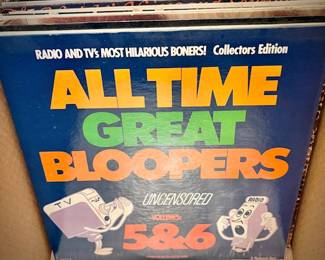 RADIO AND TV's MOST HILARIOUS BONERS! Collectors Edition
ALL TIME
GREAT
BLOOPERS
UNCENSORED
VOLUMES
5&6
TV
RADIO